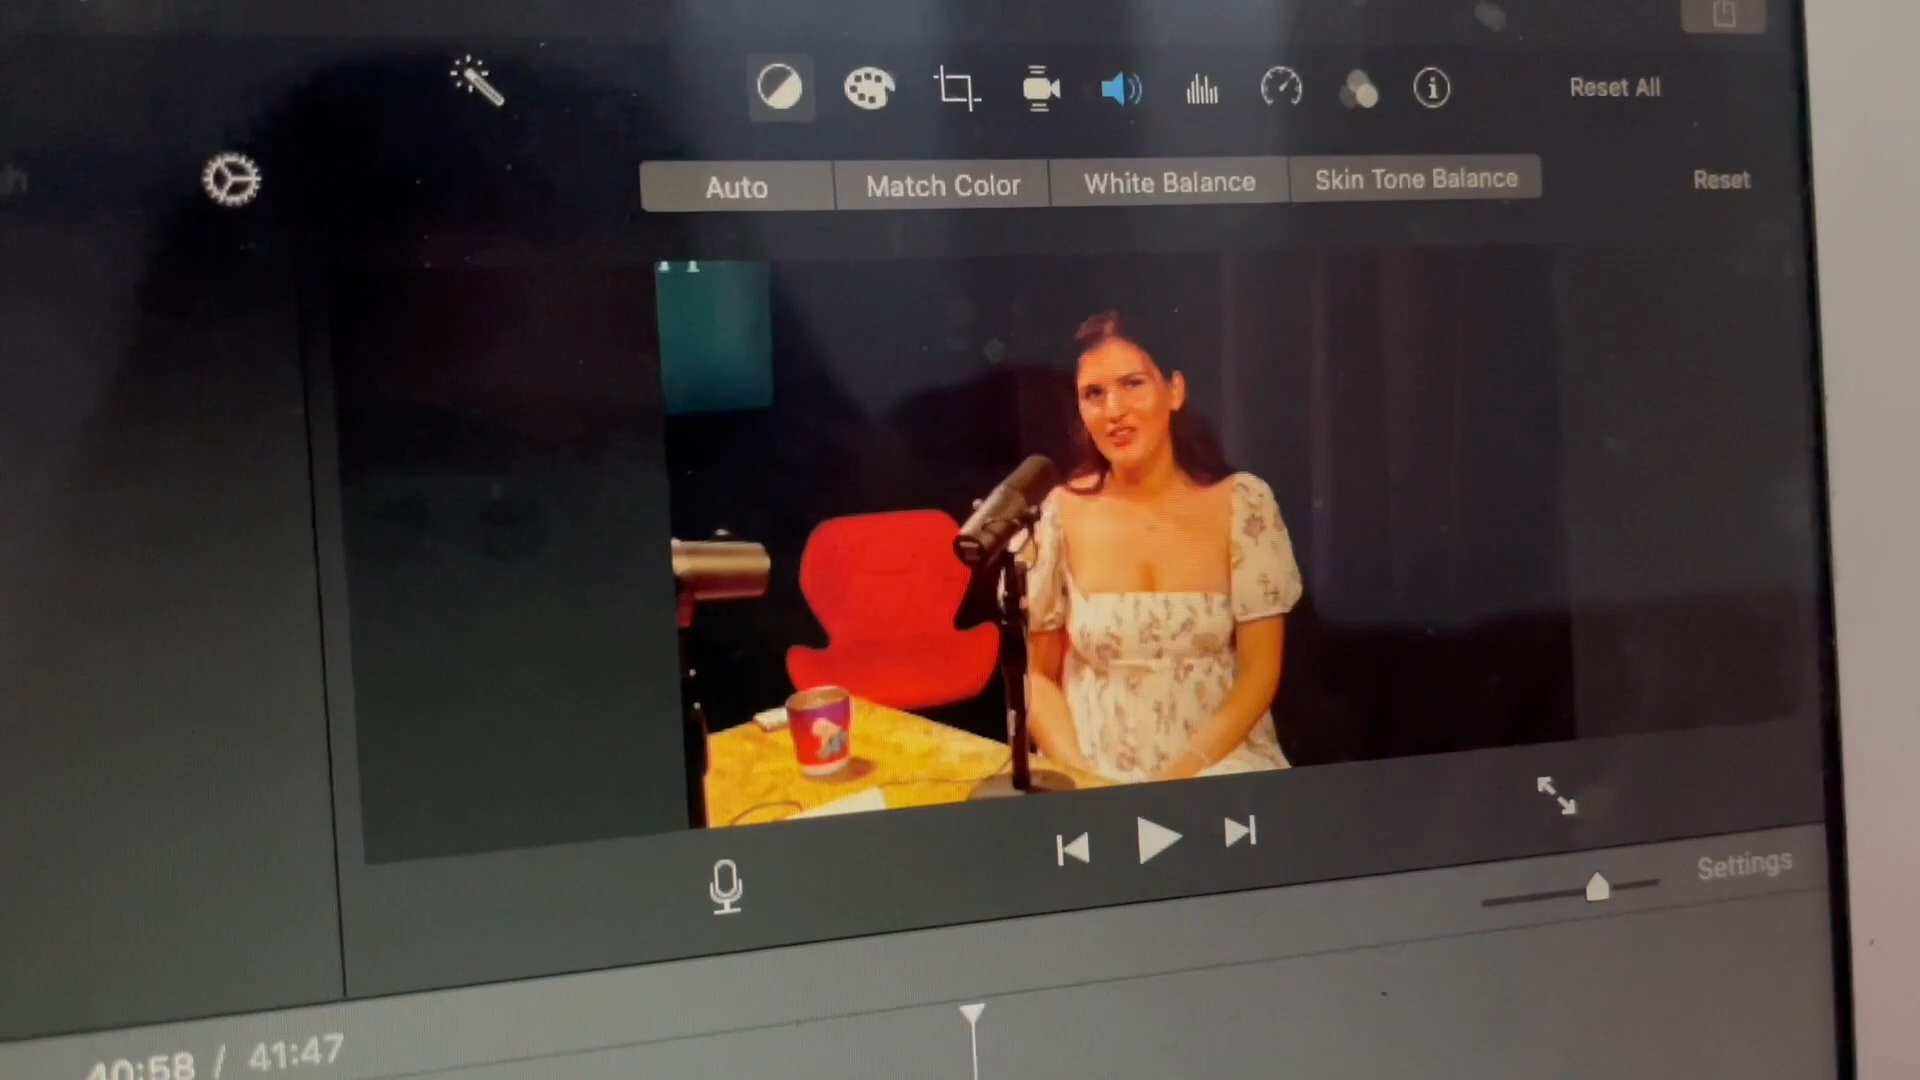 Reset All
Auto
Match Color
White Balance
Skin Tone Balance
Reset
Settings
40:58 / 41:47